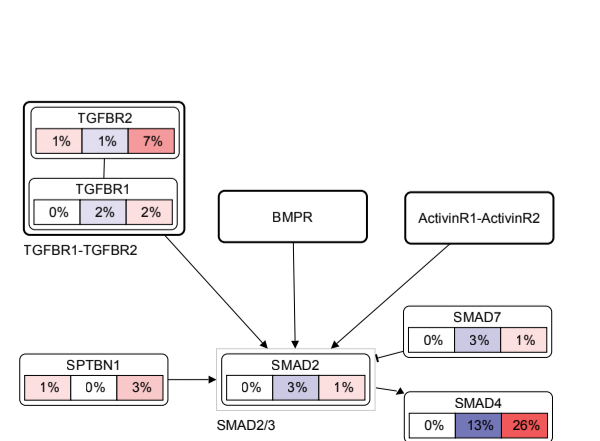 TGFBR2
1% 1% 7%
TGFBR1
0% 2% 2%
TGFBR1-TGFBR2
BMPR
ActivinR1-ActivinR2
SMAD7
0% 3% 1%
SPTBN1
1% 0% 3%
SMAD2
0% 3% 1%
SMAD2/3
SMAD4
0% 13% 26%